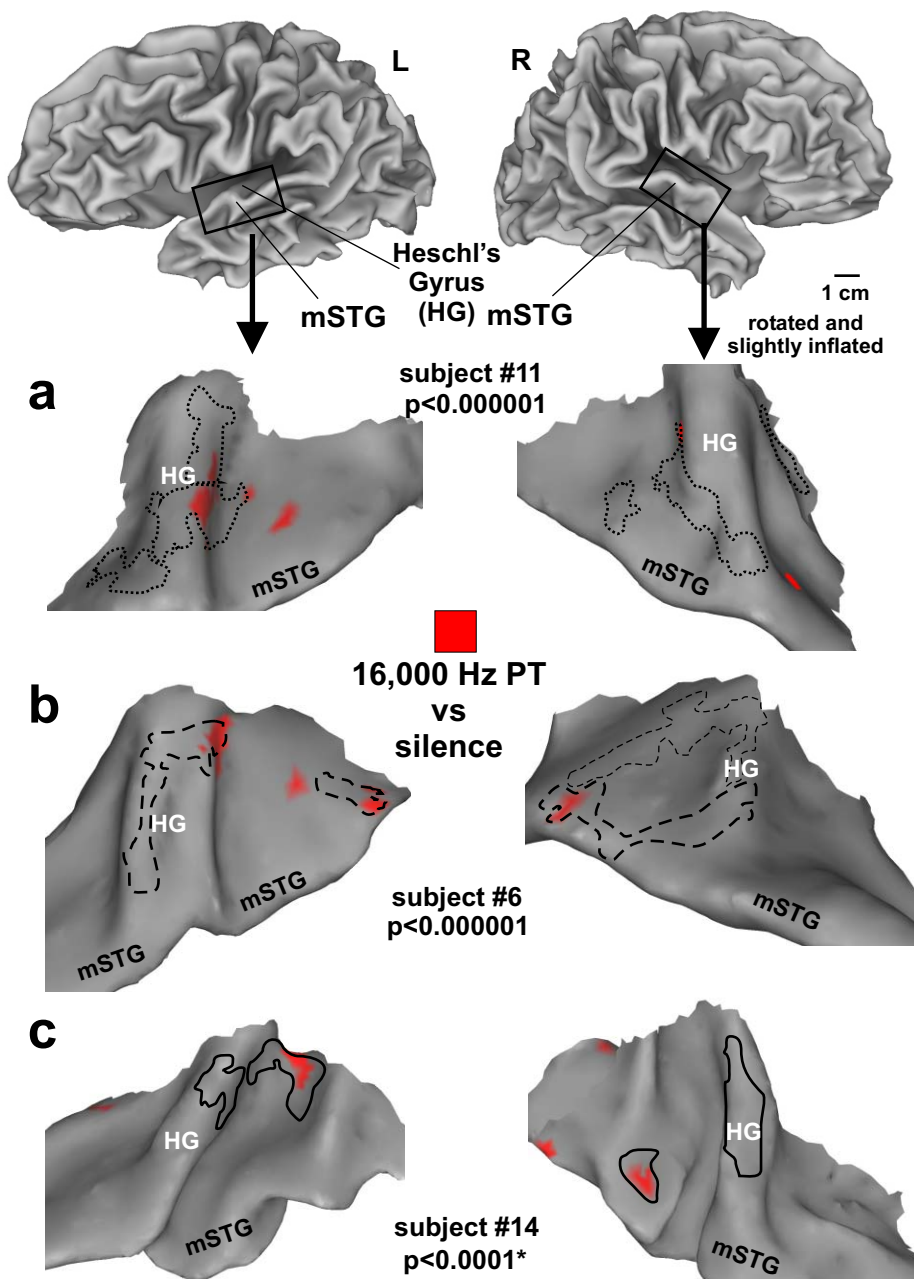 L
R
Heschl's
Gyrus
(HG)
mSTG
mSTG
1 cm
rotated and
slightly inflated
a
subject #11
p<0.000001
HG
mSTG
HG
mSTG
16,000 Hz PT
vs
silence
b
HG
mSTG
mSTG
HG
mSTG
subject #6
p<0.000001
c
HG
mSTG
HG
mSTG
subject #14
p<0.0001*